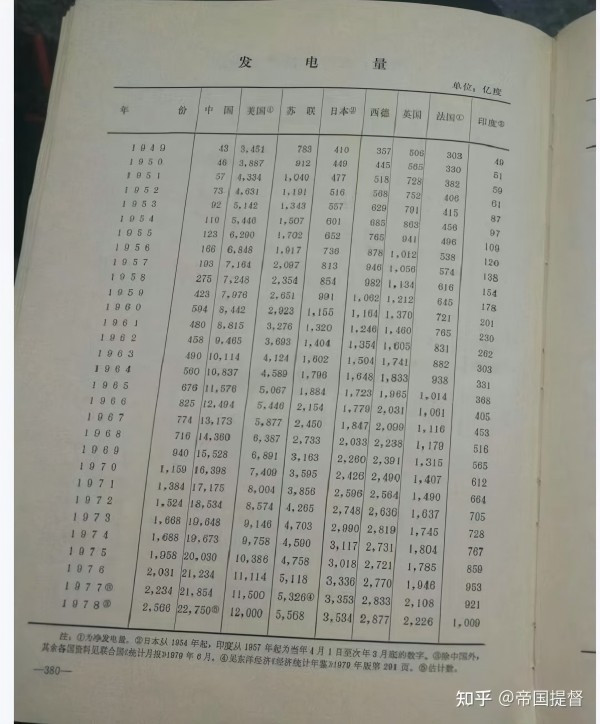 发 电 量
单位：亿度
年 份 中 国 美国① 苏 联 日本② 西德 英国 法国① 印度②
1949 43 3,451 783 410 357 506 303 49
1950 46 3,887 912 449 445 565 330 51
1951 57 4,334 1,040 477 518 728 382 59
1952 73 4,631 1,191 516 568 752 406 61
1953 92 5,142 1,343 557 629 791 415 87
1954 110 5,446 1,507 601 685 863 456 97
1955 123 6,290 1,702 652 765 941 496 109
1956 166 6,848 1,917 736 878 1,012 538 120
1957 193 7,164 2,097 813 946 1,056 574 138
1958 275 7,248 2,354 854 982 1,134 616 154
1959 423 7,976 2,651 991 1,062 1,212 645 178
1960 594 8,442 2,923 1,155 1,164 1,370 721 201
1961 480 8,815 3,276 1,320 1,246 1,460 765 230
1962 458 9,465 3,693 1,404 1,354 1,605 831 262
1963 490 10,114 4,124 1,602 1,504 1,741 882 303
1964 560 10,837 4,589 1,796 1,648 1,833 938 331
1965 676 11,576 5,067 1,884 1,723 1,965 1,014 368
1966 825 12,494 5,446 2,154 1,779 2,031 1,061 405
1967 774 13,173 5,877 2,450 1,847 2,099 1,116 453
1968 716 14,360 6,387 2,733 2,033 2,238 1,179 516
1969 940 15,528 6,891 3,163 2,260 2,391 1,315 565
1970 1,159 16,398 7,409 3,595 2,426 2,490 1,407 612
1971 1,384 17,175 8,004 3,856 2,596 2,564 1,490 664
1972 1,524 18,534 8,574 4,265 2,748 2,636 1,637 705
1973 1,668 19,648 9,146 4,703 2,990 2,819 1,745 728
1974 1,688 19,673 9,758 4,590 3,117 2,731 1,804 767
1975 1,958 20,030 10,386 4,758 3,018 2,721 1,785 859
1976 2,031 21,234 11,114 5,118 3,336 2,770 1,946 953
1977③ 2,234 21,854 11,500 5,326④ 3,353 2,833 2,108 921
1978③ 2,566 22,750⑤ 12,000 5,568 3,534 2,877 2,226 1,009
注：①为净发电量。②日本从1954年起，印度从1957年起为当年4月1日至次年3月底的数字。③除中国外，
其余各国资料见联合国《统计月报》1979年6月。④见东洋经济《经济统计年鉴》1979年版第291页。⑤估计数。
—380—
知乎 @帝国提督